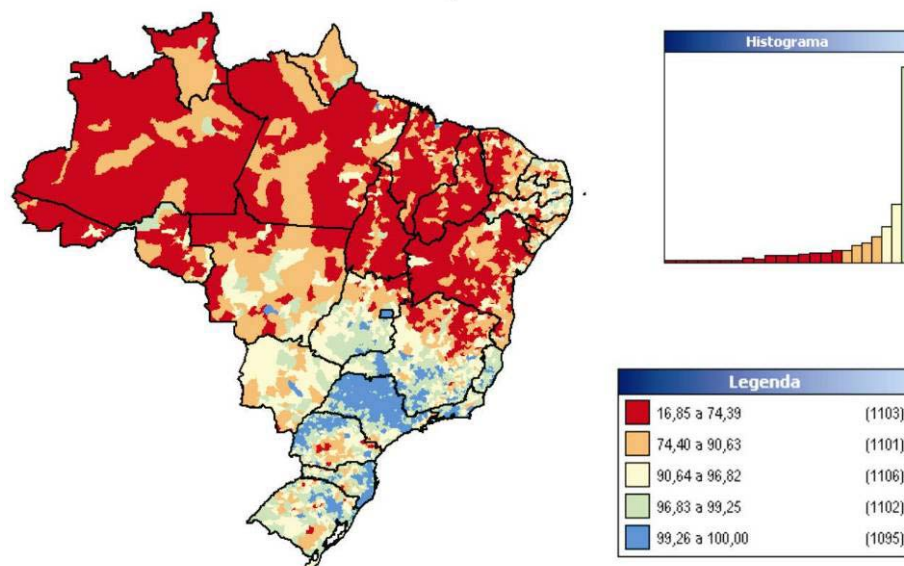 Histograma
Legenda
16,85 a 74,39 (1103)
74,40 a 90,63 (1101)
90,64 a 96,82 (1106)
96,83 a 99,25 (1102)
99,26 a 100,00 (1095)